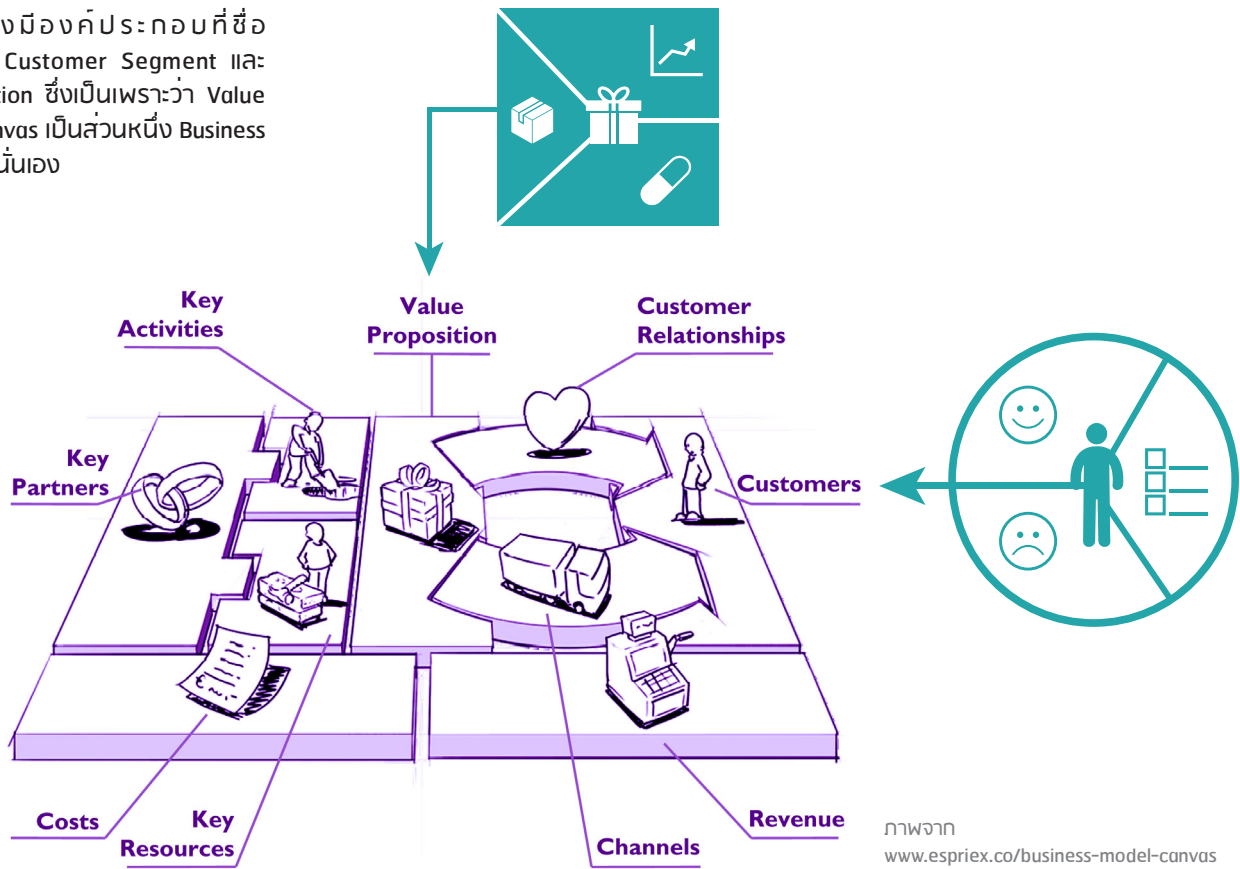 งมีองค์ประกอบที่ชื่อ
Customer Segment และ
tion ซึ่งเป็นเพราะว่า Value
nvas เป็นส่วนหนึ่ง Business
นั่นเอง
Key
Activities
Value
Proposition
Customer
Relationships
Key
Partners
Customers
Costs
Key
Resources
Channels
Revenue
ภาพจาก
www.espriex.co/business-model-canvas